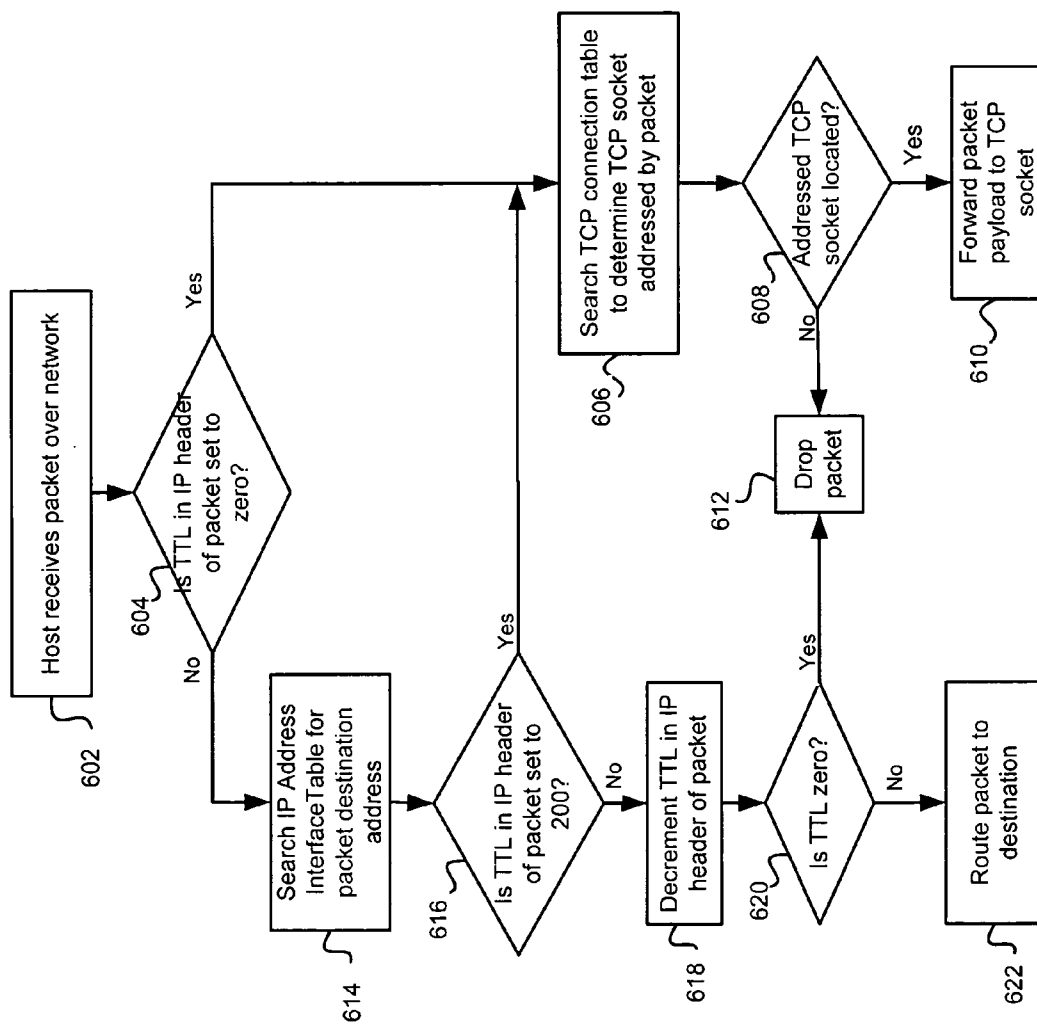 Host receives packet over network
602
Is TTL in IP header
of packet set to
zero?
604
Yes
No
Search IP Address
InterfaceTable for
packet destination
address
614
Is TTL in IP header
of packet set to
200?
616
Yes
No
Decrement TTL in IP
header of packet
618
Is TTL zero?
620
Yes
No
Route packet to
destination
622
Drop
packet
612
Search TCP connection table
to determine TCP socket
addressed by packet
606
Addressed TCP
socket located?
608
No
Yes
Forward packet
payload to TCP
socket
610